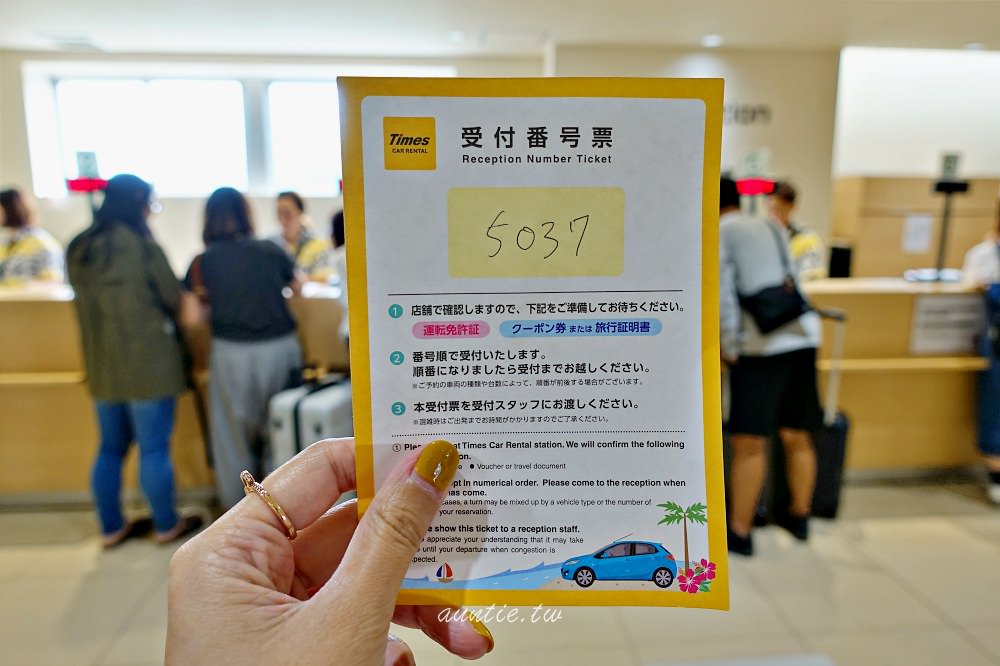 Times
CAR RENTAL
受付番号票
Reception Number Ticket
5037
1 店舗で確認しますので、下記をご準備してお待ちください。
運転免許証 クーポン券 または 旅行証明書
2 番号順で受付いたします。
順番になりましたら受付までお越しください。
※ご予約の車両の種類や台数によって、順番が前後する場合がございます。
3 本受付票を受付スタッフにお渡しください。
※混雑時はご出発までお時間がかかりますのでご了承ください。
① at Times Car Rental station. We will confirm the following
● Voucher or travel document
in numerical order. Please come to the reception when
has come.
a turn may be mixed up by a vehicle type or the number of
your reservation.
show this ticket to a reception staff.
appreciate your understanding that it may take
until your departure when congestion is
auntie.tw